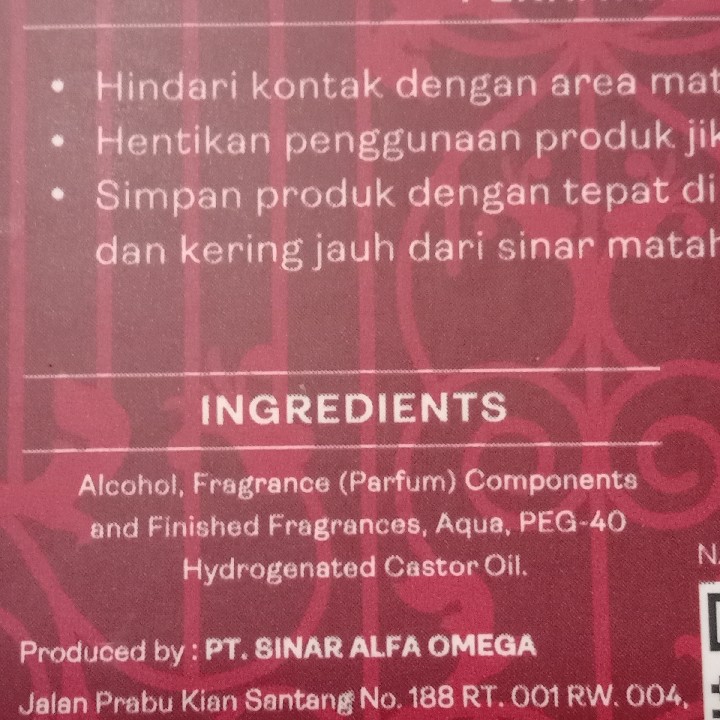 • Hindari kontak dengan area mat
• Hentikan penggunaan produk jik
• Simpan produk dengan tepat di
dan kering jauh dari sinar matah
INGREDIENTS
Alcohol, Fragrance (Parfum) Components
and Finished Fragrances, Aqua, PEG-40
Hydrogenated Castor Oil.
Produced by : PT. SINAR ALFA OMEGA
Jalan Prabu Kian Santang No. 188 RT. 001 RW. 004,